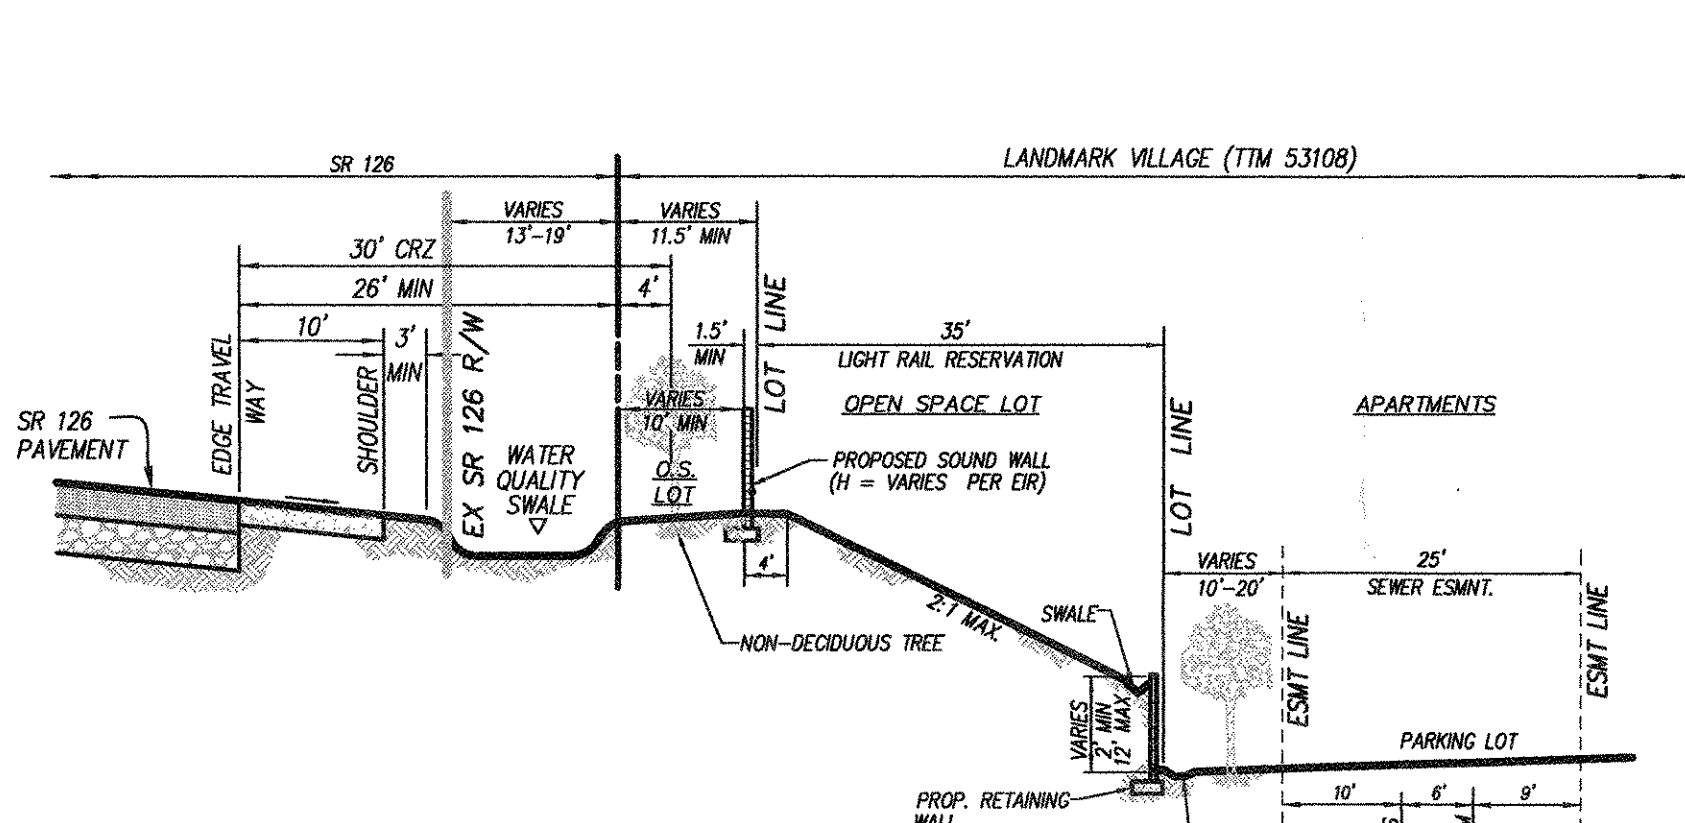 SR 126
LANDMARK VILLAGE (TTM 53108)
VARIES
13'-19'
VARIES
11.5' MIN
30' CRZ
26' MIN
4'
10'
3'
MIN
1.5'
MIN
35'
LIGHT RAIL RESERVATION
LOT LINE
EDGE TRAVEL
WAY
SHOULDER
EX SR 126 R/W
VARIES
10' MIN
OPEN SPACE LOT
APARTMENTS
SR 126
PAVEMENT
WATER
QUALITY
SWALE
O.S.
LOT
PROPOSED SOUND WALL
(H = VARIES PER EIR)
LOT LINE
4'
VARIES
10'-20'
25'
SEWER ESMNT.
2:1 MAX.
SWALE
NON-DECIDUOUS TREE
ESMT LINE
ESMT LINE
VARIES
2' MIN
12' MAX
PARKING LOT
PROP. RETAINING
WALL
10'
6'
9'